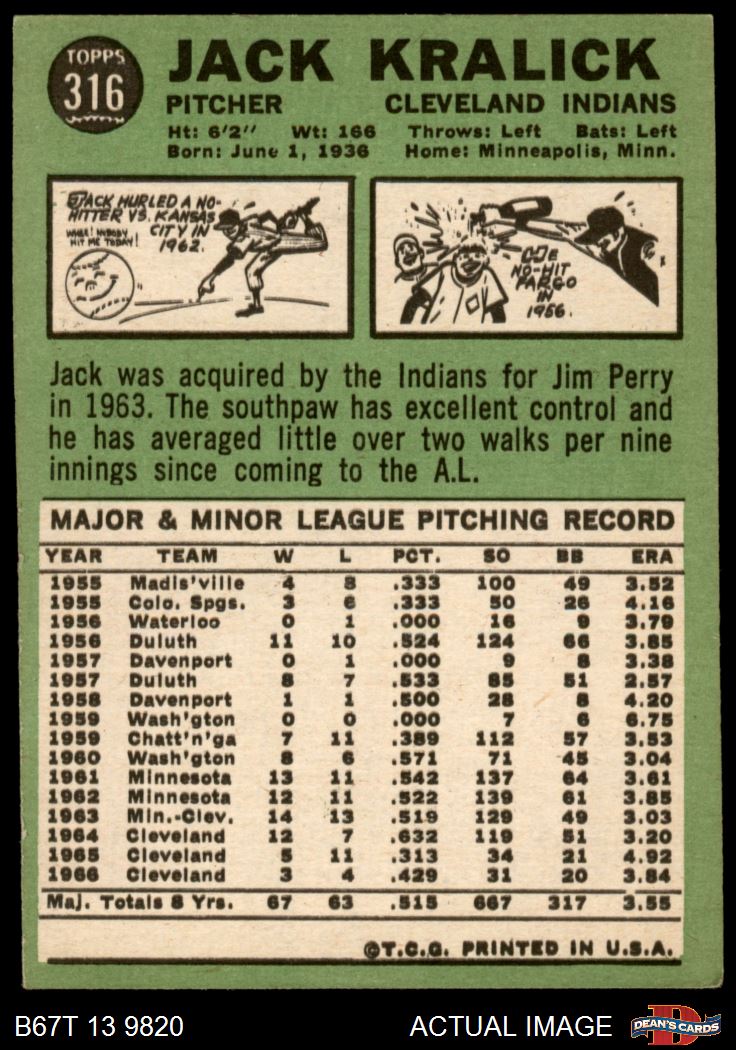 TOPPS
316
JACK KRALICK
PITCHER CLEVELAND INDIANS
Ht: 6'2" Wt: 166 Throws: Left Bats: Left
Born: June 1, 1936 Home: Minneapolis, Minn.
JACK HURLED A NO-
HITTER VS. KANSAS
CITY IN
1962.
WHEE! NOBODY
HIT ME TODAY!
HE
NO-HIT
FARGO
IN
1956.
Jack was acquired by the Indians for Jim Perry
in 1963. The southpaw has excellent control and
he has averaged little over two walks per nine
innings since coming to the A.L.
MAJOR & MINOR LEAGUE PITCHING RECORD
YEAR TEAM W L PCT. SO BB ERA
1955 Madis'ville 4 8 .333 100 49 3.52
1955 Colo. Spgs. 3 6 .333 50 26 4.16
1956 Waterloo 0 1 .000 16 9 3.79
1956 Duluth 11 10 .524 124 66 3.85
1957 Davenport 0 1 .000 9 8 3.38
1957 Duluth 8 7 .533 85 51 2.57
1958 Davenport 1 1 .500 28 8 4.20
1959 Wash'gton 0 0 .000 7 6 6.75
1959 Chatt'n'ga 7 11 .389 112 57 3.53
1960 Wash'gton 8 6 .571 71 45 3.04
1961 Minnesota 13 11 .542 137 64 3.61
1962 Minnesota 12 11 .522 139 61 3.85
1963 Min.-Clev. 14 13 .519 129 49 3.03
1964 Cleveland 12 7 .632 119 51 3.20
1965 Cleveland 5 11 .313 34 21 4.92
1966 Cleveland 3 4 .429 31 20 3.84
Maj. Totals 8 Yrs. 67 63 .515 667 317 3.55
©T.C.G. PRINTED IN U.S.A.
B67T 13 9820 ACTUAL IMAGE
D
DEAN'S CARDS